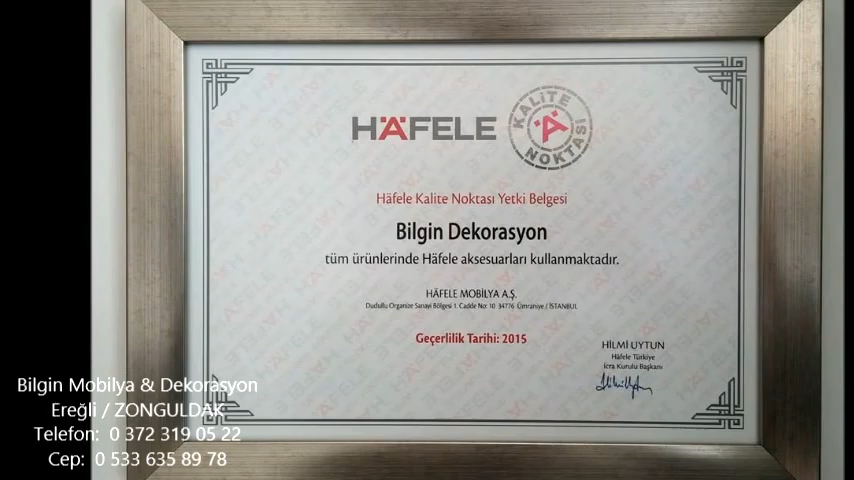 HÄFELE
KALİTE NOKTASI
Häfele Kalite Noktası Yetki Belgesi
Bilgin Dekorasyon
tüm ürünlerinde Häfele aksesuarları kullanmaktadır.
HÄFELE MOBİLYA A.Ş.
Dudullu Organize Sanayi Bölgesi 1. Cadde No: 10 34776 Ümraniye / İSTANBUL
Geçerlilik Tarihi: 2015
HİLMİ UYTUN
Häfele Türkiye
İcra Kurulu Başkanı
Bilgin Mobilya & Dekorasyon
Ereğli / ZONGULDAK
Telefon: 0 372 319 05 22
Cep: 0 533 635 89 78